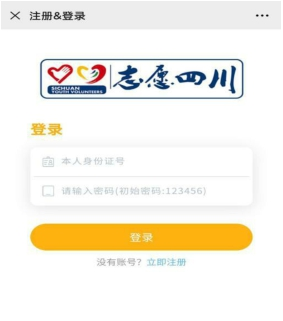 注册&登录
志愿四川
SICHUAN
YOUTH VOLUNTEERS
登录
本人身份证号
请输入密码(初始密码:123456)
登录
没有账号? 立即注册